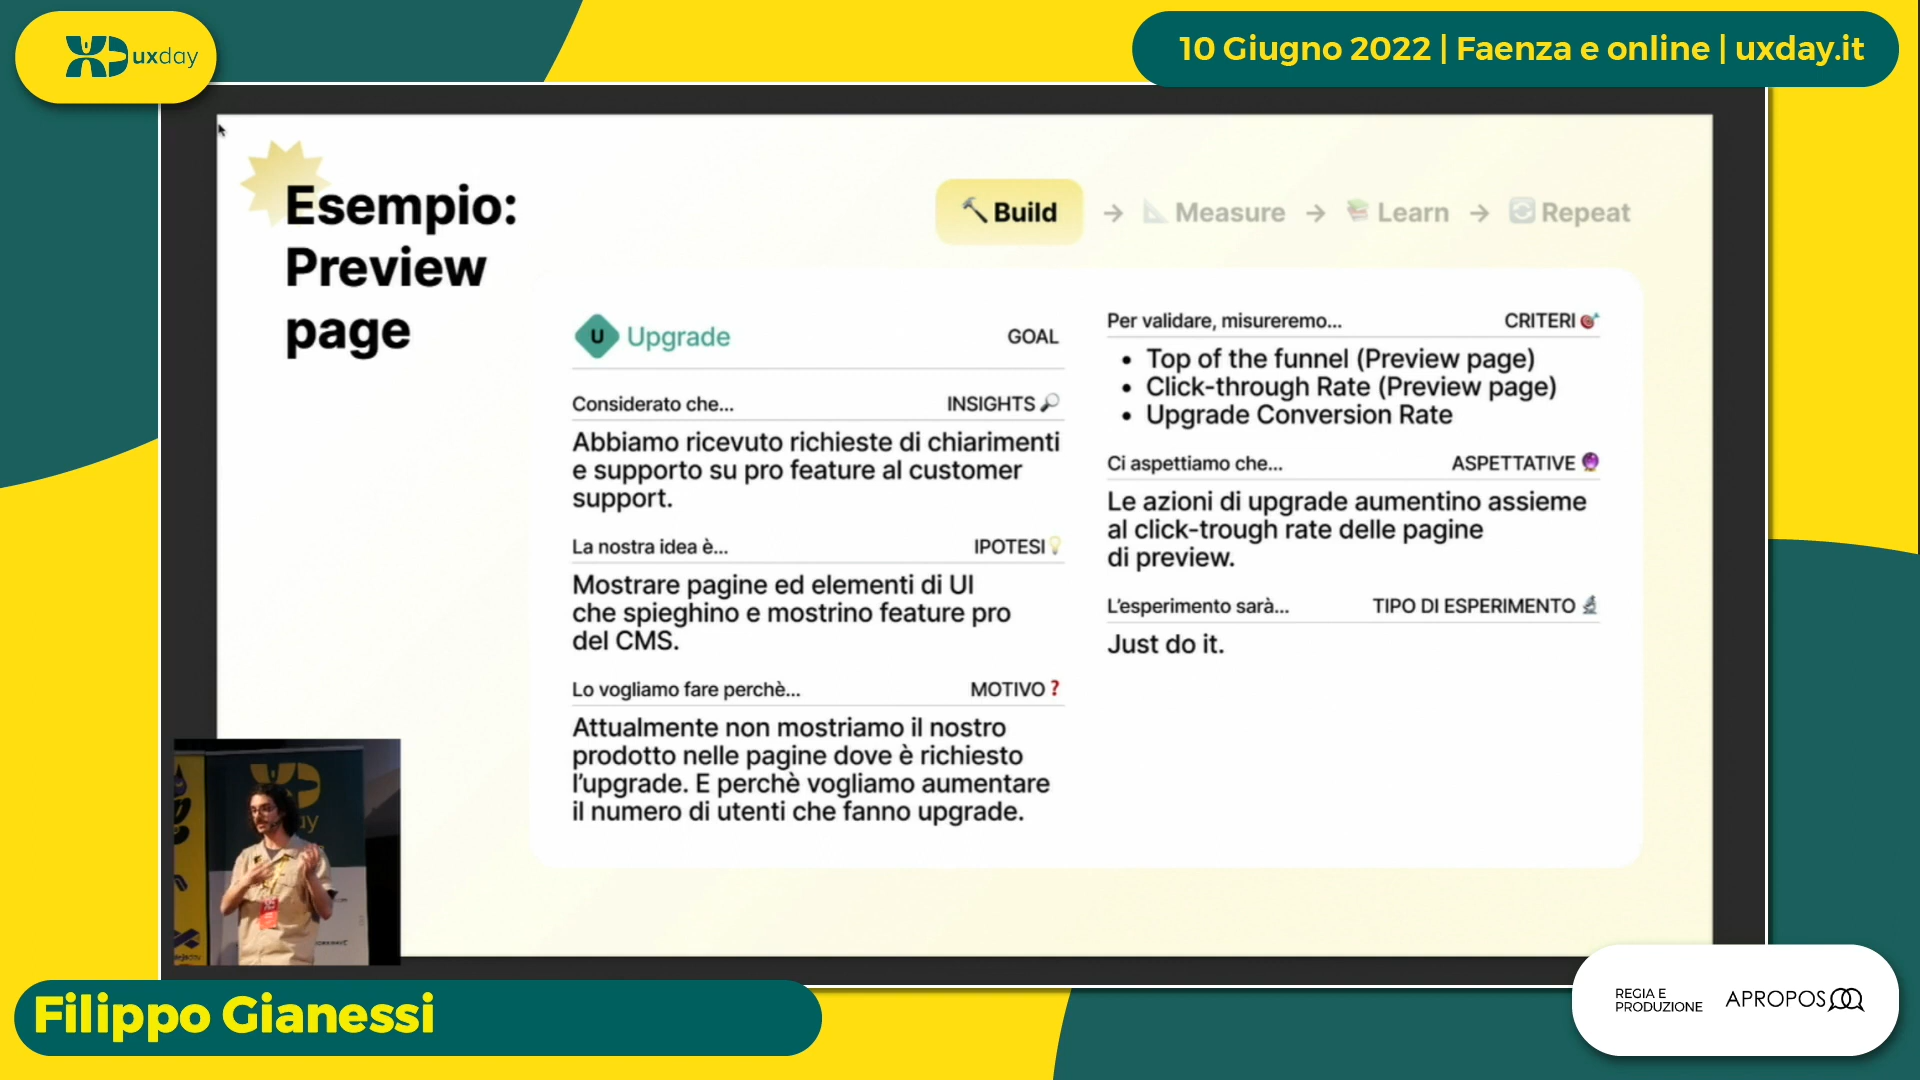 uxday
10 Giugno 2022 | Faenza e online | uxday.it
Esempio:
Preview
page
Build → Measure → Learn → Repeat
U Upgrade GOAL
Considerato che... INSIGHTS
Abbiamo ricevuto richieste di chiarimenti
e supporto su pro feature al customer
support.
La nostra idea è... IPOTESI
Mostrare pagine ed elementi di UI
che spieghino e mostrino feature pro
del CMS.
Lo vogliamo fare perchè... MOTIVO ?
Attualmente non mostriamo il nostro
prodotto nelle pagine dove è richiesto
l'upgrade. E perchè vogliamo aumentare
il numero di utenti che fanno upgrade.
Per validare, misureremo... CRITERI
• Top of the funnel (Preview page)
• Click-through Rate (Preview page)
• Upgrade Conversion Rate
Ci aspettiamo che... ASPETTATIVE
Le azioni di upgrade aumentino assieme
al click-trough rate delle pagine
di preview.
L'esperimento sarà... TIPO DI ESPERIMENTO
Just do it.
Filippo Gianessi
REGIA E
PRODUZIONE
APROPOS